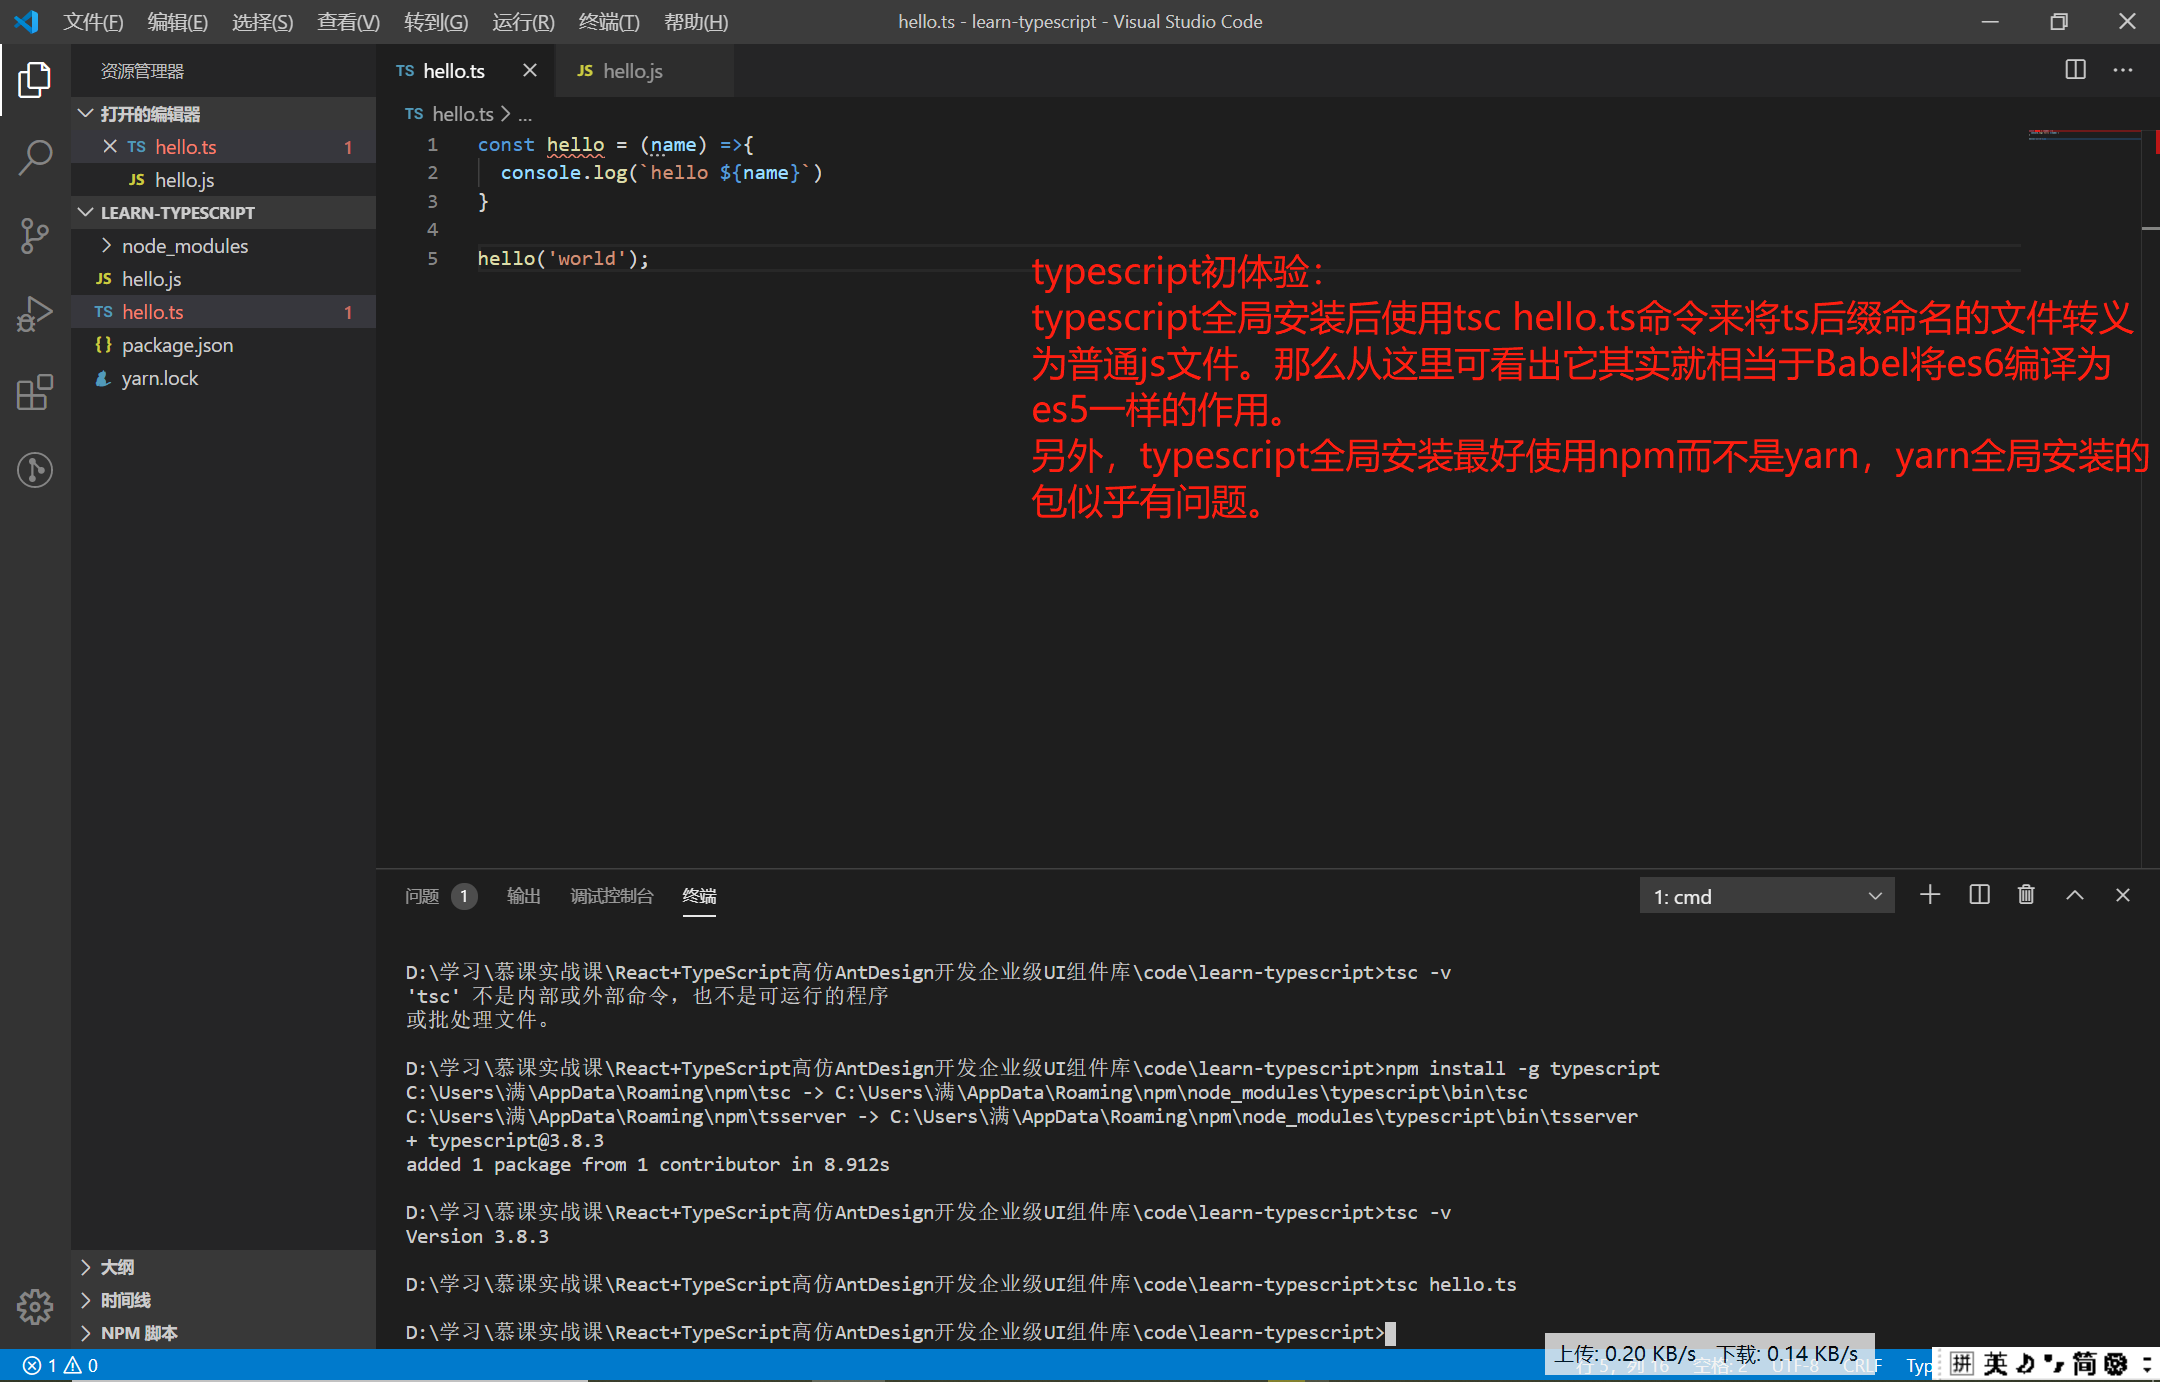 文件(F) 编辑(E) 选择(S) 查看(V) 转到(G) 运行(R) 终端(T) 帮助(H)
hello.ts - learn-typescript - Visual Studio Code
资源管理器
打开的编辑器
TS hello.ts 1
JS hello.js
LEARN-TYPESCRIPT
node_modules
JS hello.js
TS hello.ts 1
{} package.json
yarn.lock
大纲
时间线
NPM 脚本
TS hello.ts
JS hello.js
TS hello.ts > ...
1 const hello = (name) =>{
2 console.log(`hello ${name}`)
3 }
4
5 hello('world');
typescript初体验：
typescript全局安装后使用tsc hello.ts命令来将ts后缀命名的文件转义
为普通js文件。那么从这里可看出它其实就相当于Babel将es6编译为
es5一样的作用。
另外，typescript全局安装最好使用npm而不是yarn，yarn全局安装的
包似乎有问题。
问题 1 输出 调试控制台 终端
1: cmd
D:\学习\慕课实战课\React+TypeScript高仿AntDesign开发企业级UI组件库\code\learn-typescript>tsc -v
'tsc' 不是内部或外部命令，也不是可运行的程序
或批处理文件。
D:\学习\慕课实战课\React+TypeScript高仿AntDesign开发企业级UI组件库\code\learn-typescript>npm install -g typescript
C:\Users\满\AppData\Roaming\npm\tsc -> C:\Users\满\AppData\Roaming\npm\node_modules\typescript\bin\tsc
C:\Users\满\AppData\Roaming\npm\tsserver -> C:\Users\满\AppData\Roaming\npm\node_modules\typescript\bin\tsserver
+ typescript@3.8.3
added 1 package from 1 contributor in 8.912s
D:\学习\慕课实战课\React+TypeScript高仿AntDesign开发企业级UI组件库\code\learn-typescript>tsc -v
Version 3.8.3
D:\学习\慕课实战课\React+TypeScript高仿AntDesign开发企业级UI组件库\code\learn-typescript>tsc hello.ts
D:\学习\慕课实战课\React+TypeScript高仿AntDesign开发企业级UI组件库\code\learn-typescript>
1 0
上传: 0.20 KB/s 下载: 0.14 KB/s
行 5，列 16 空格: 2 UTF-8 CRLF Typ
拼 英 简